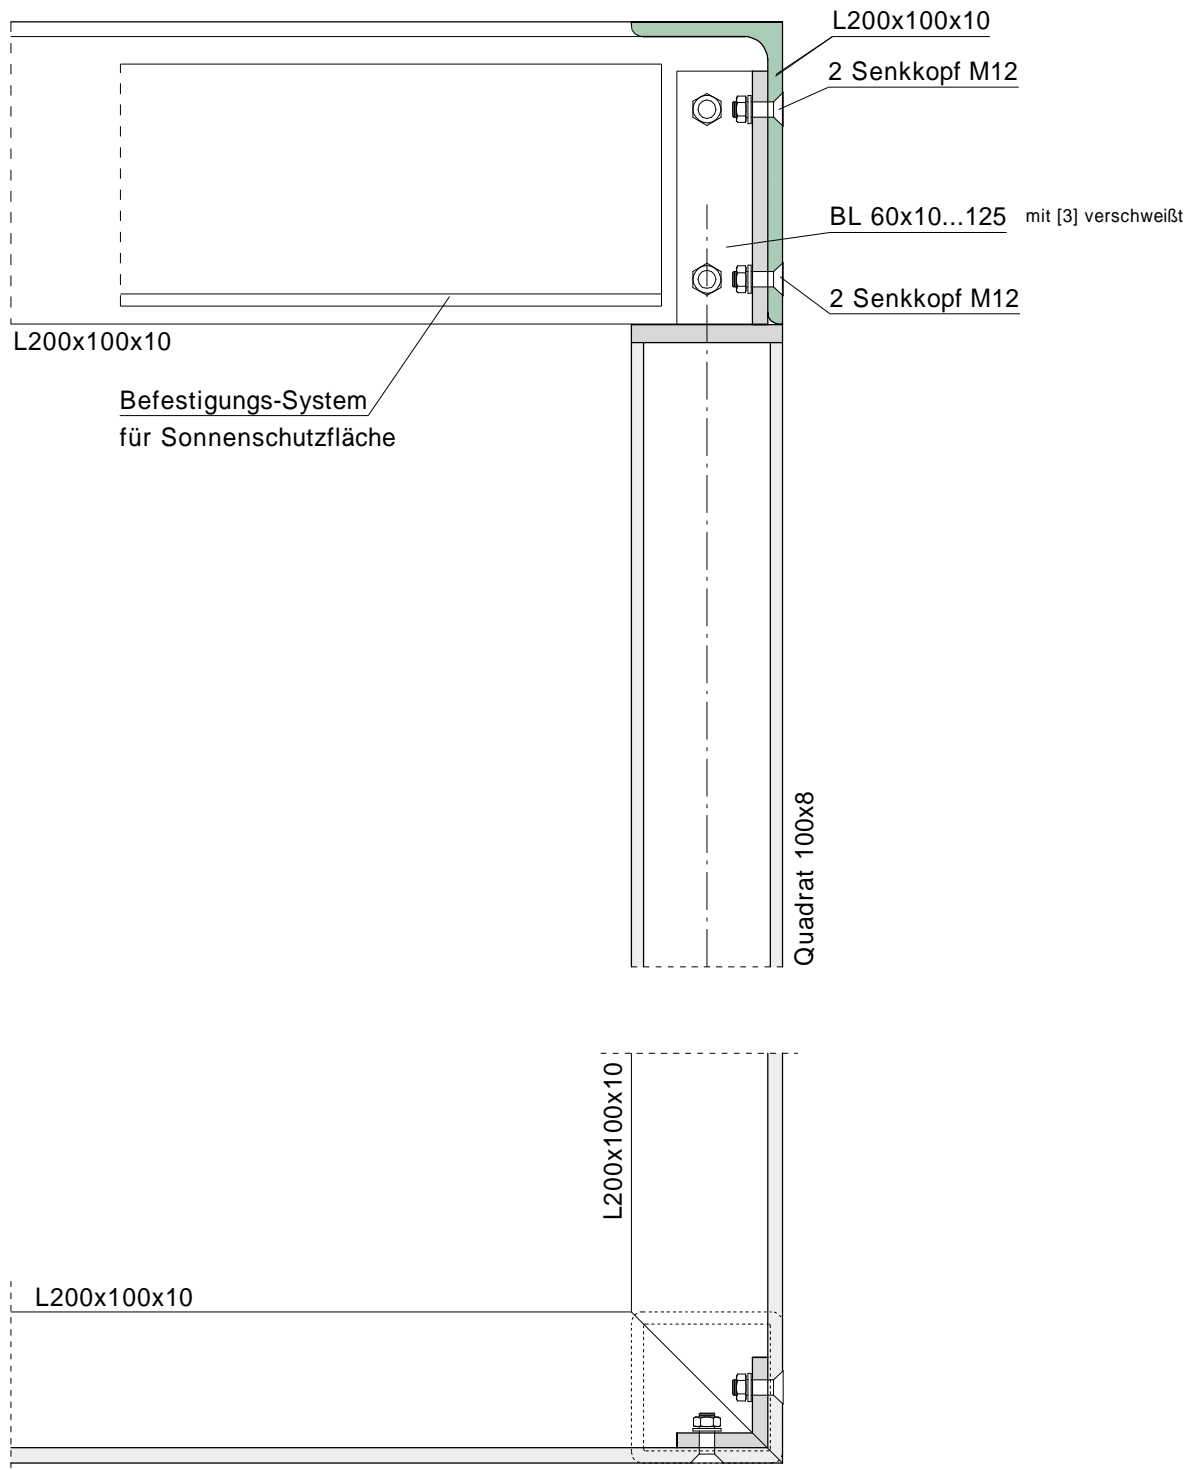 L200x100x10
2 Senkkopf M12
BL 60x10...125 mit [3] verschweißt
2 Senkkopf M12
L200x100x10
Befestigungs-System
für Sonnenschutzfläche
Quadrat 100x8
L200x100x10
L200x100x10